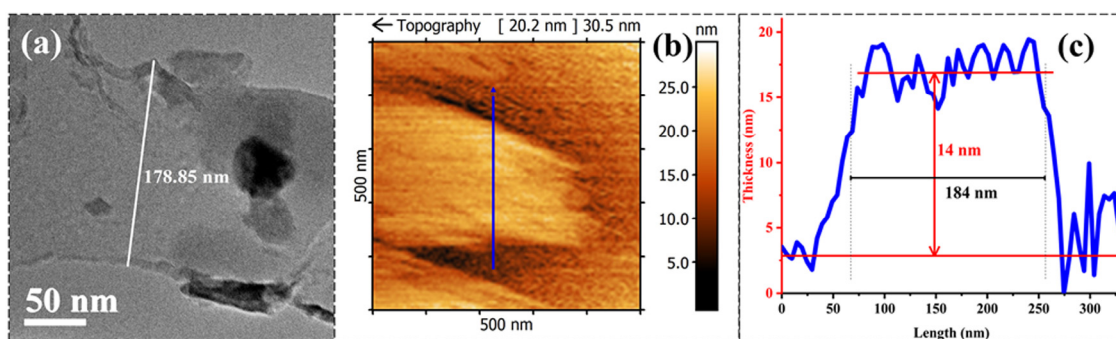 (a)
178.85 nm
50 nm
← Topography [ 20.2 nm ] 30.5 nm
(b)
nm
25.0
20.0
15.0
10.0
5.0
500 nm
500 nm
(c)
Thickness (nm)
20
15
10
5
0
14 nm
184 nm
0 50 100 150 200 250 300
Length (nm)